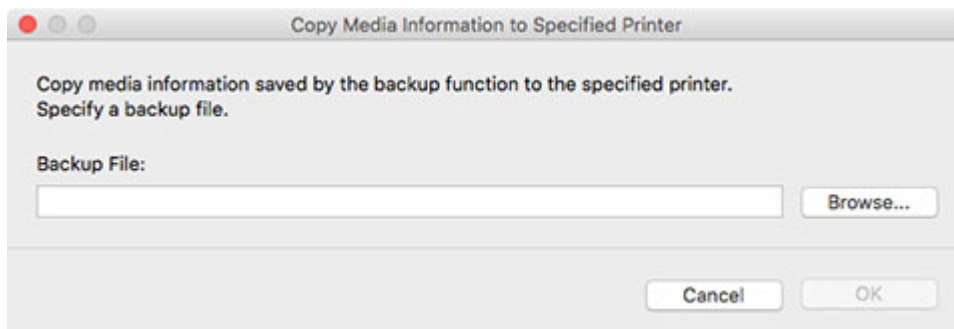 Copy Media Information to Specified Printer
Copy media information saved by the backup function to the specified printer.
Specify a backup file.
Backup File:
Browse...
Cancel
OK